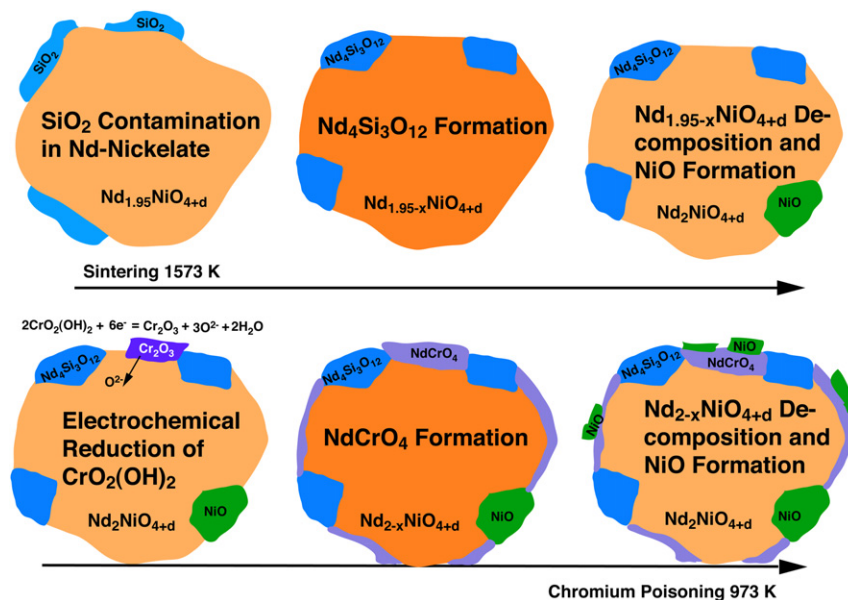 SiO2
SiO2
SiO2 Contamination
in Nd-Nickelate
Nd1.95NiO4+d
Nd4Si3O12
Nd4Si3O12 Formation
Nd1.95-xNiO4+d
Nd4Si3O12
Nd1.95-xNiO4+d De-
composition and
NiO Formation
Nd2NiO4+d
NiO
Sintering 1573 K
2CrO2(OH)2 + 6e- = Cr2O3 + 3O2- +2H2O
Cr2O3
Nd4Si3O12
O2-
Electrochemical
Reduction of
CrO2(OH)2
NiO
Nd2NiO4+d
NdCrO4
Nd4Si3O12
NdCrO4 Formation
NiO
Nd2-xNiO4+d
NiO
NdCrO4
Nd4Si3O12
NiO
Nd2-xNiO4+d De-
composition and
NiO Formation
Nd2NiO4+d
NiO
Chromium Poisoning 973 K